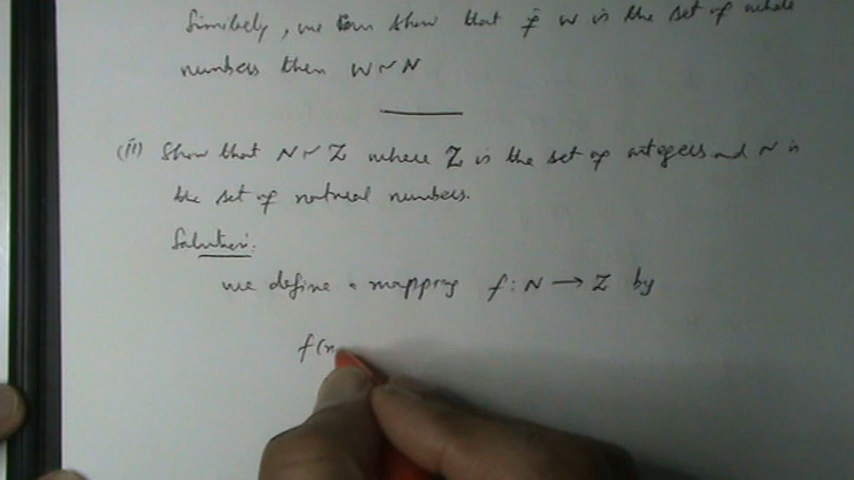 Similarly, we can show that if W is the set of whole
numbers then W ~ N
(ii) Show that N ~ Z where Z is the set of integers and N is
the set of natural numbers.
Solution:
we define a mapping f : N → Z by
f(n